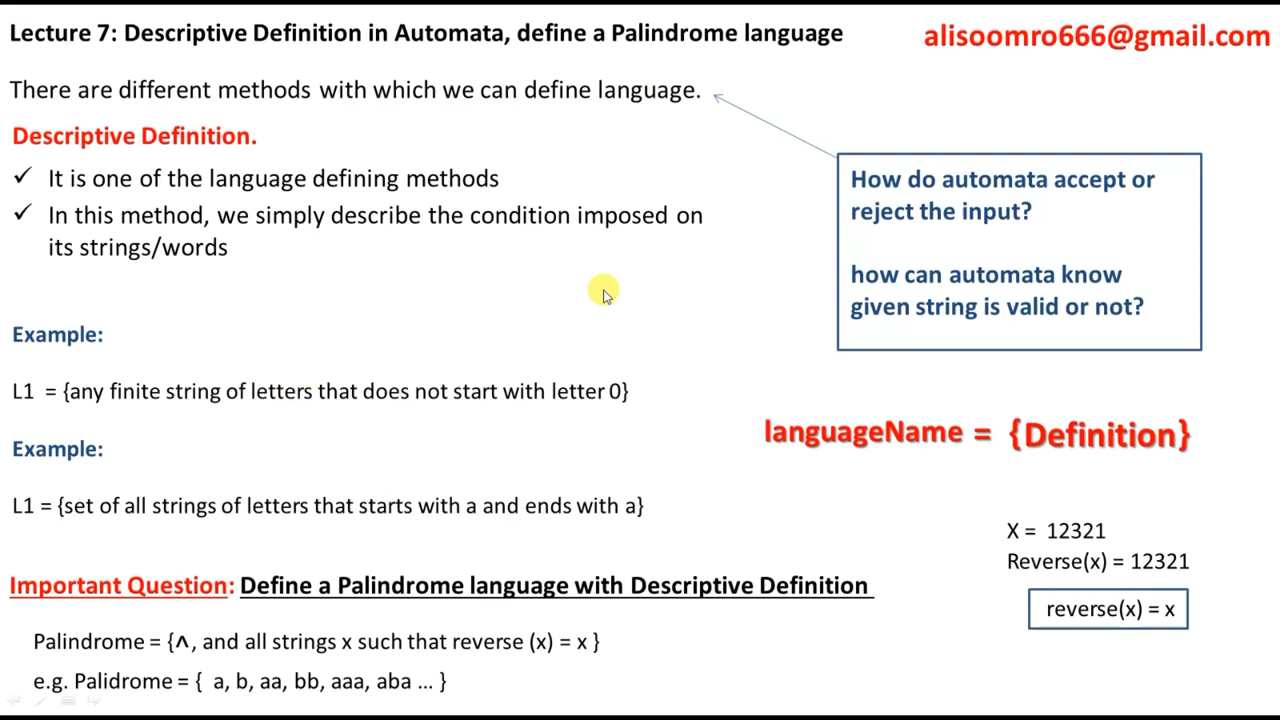 Lecture 7: Descriptive Definition in Automata, define a Palindrome language
alisoomro666@gmail.com
There are different methods with which we can define language.
Descriptive Definition.
✓ It is one of the language defining methods
✓ In this method, we simply describe the condition imposed on
its strings/words
How do automata accept or
reject the input?
how can automata know
given string is valid or not?
Example:
L1 = {any finite string of letters that does not start with letter 0}
Example:
L1 = {set of all strings of letters that starts with a and ends with a}
languageName = {Definition}
X = 12321
Reverse(x) = 12321
reverse(x) = x
Important Question: Define a Palindrome language with Descriptive Definition
Palindrome = {∧, and all strings x such that reverse (x) = x }
e.g. Palidrome = { a, b, aa, bb, aaa, aba ... }